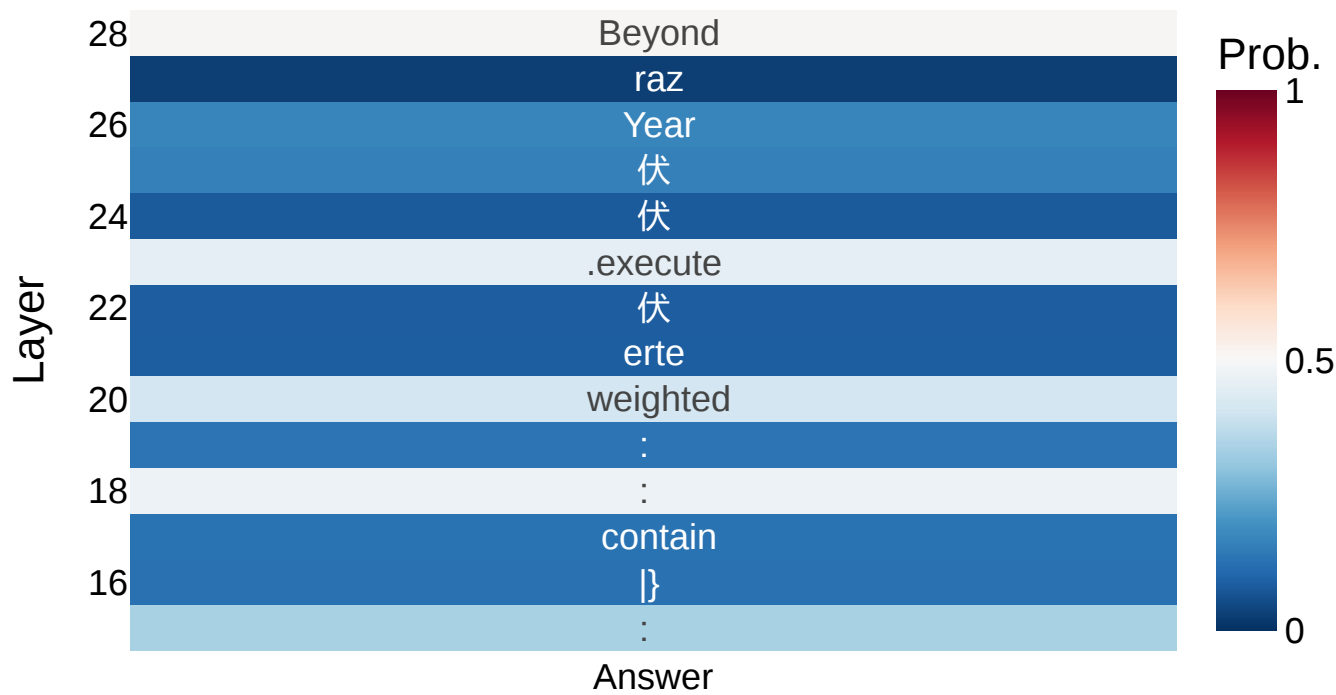 28
Beyond
Prob.
raz
1
26
Year
伏
24
伏
.execute
Layer
22
伏
erte
0.5
20
weighted
:
18
:
contain
16
|}
:
0
Answer